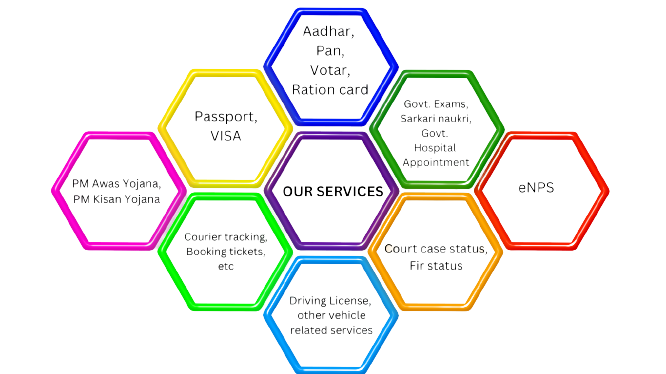 Aadhar,
Pan,
Votar,
Ration card
Passport,
VISA
Govt. Exams,
Sarkari naukri,
Govt.
Hospital
Appointment
PM Awas Yojana,
PM Kisan Yojana
OUR SERVICES
eNPS
Courier tracking,
Booking tickets,
etc
Court case status,
Fir status
Driving License,
other vehicle
related services